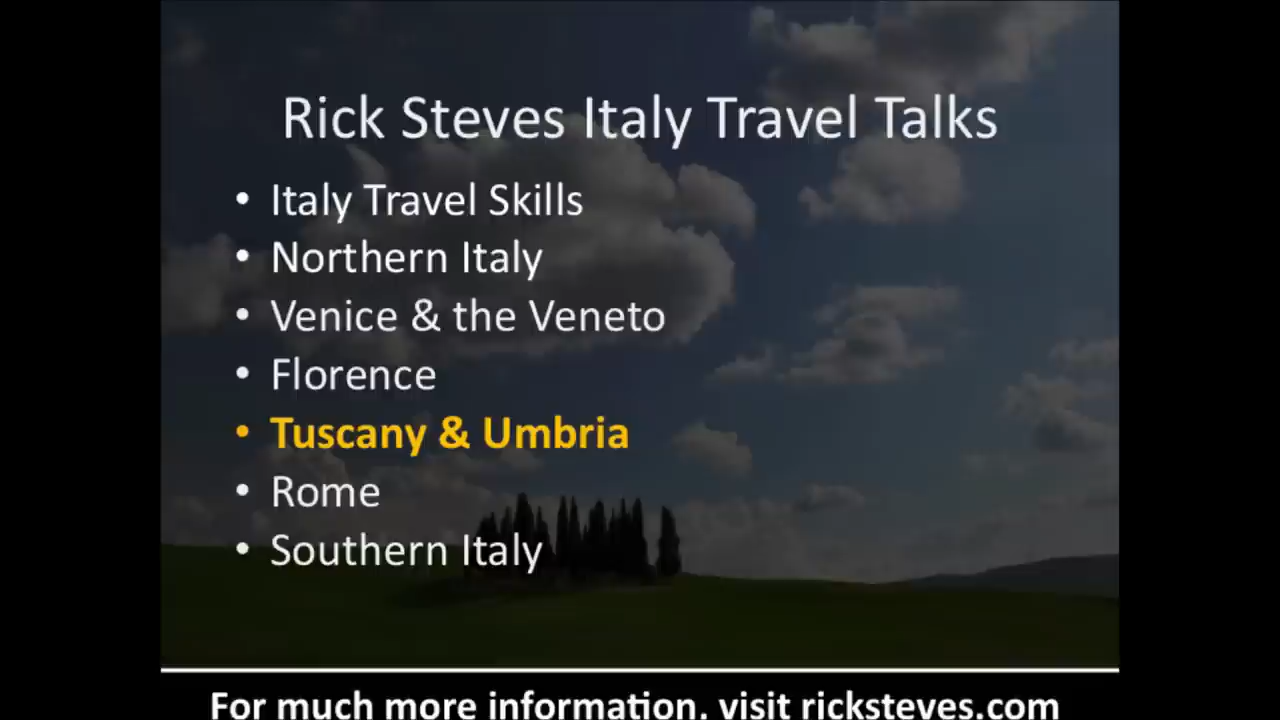 Rick Steves Italy Travel Talks
• Italy Travel Skills
• Northern Italy
• Venice & the Veneto
• Florence
• Tuscany & Umbria
• Rome
• Southern Italy
For much more information, visit ricksteves.com